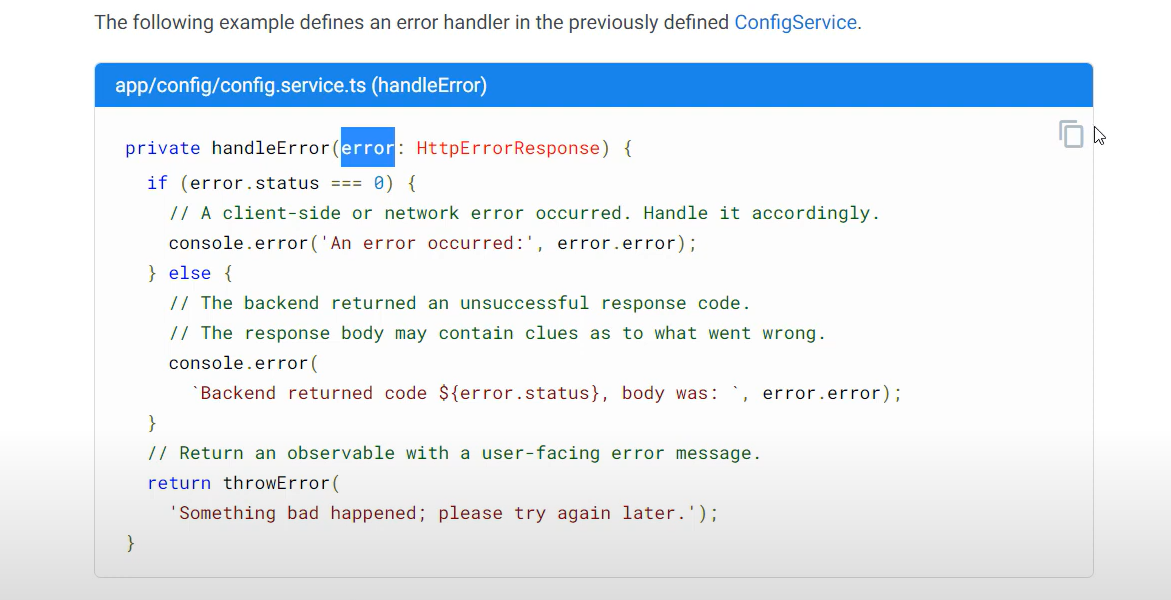 The following example defines an error handler in the previously defined ConfigService.
app/config/config.service.ts (handleError)
private handleError(error: HttpErrorResponse) {
  if (error.status === 0) {
    // A client-side or network error occurred. Handle it accordingly.
    console.error('An error occurred:', error.error);
  } else {
    // The backend returned an unsuccessful response code.
    // The response body may contain clues as to what went wrong.
    console.error(
      `Backend returned code ${error.status}, body was: `, error.error);
  }
  // Return an observable with a user-facing error message.
  return throwError(
    'Something bad happened; please try again later.');
}